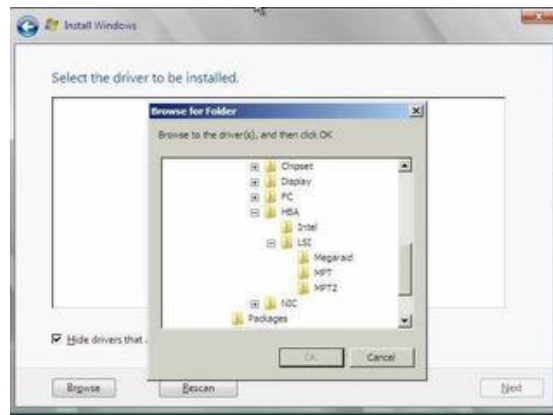 Install Windows
Select the driver to be installed.
Browse for Folder
Browse to the driver(s), and then click OK
Chipset
Display
FC
HBA
Intel
LSI
Megaraid
MPT
MPT2
NIC
Packages
Hide drivers that
OK
Cancel
Browse
Rescan
Next